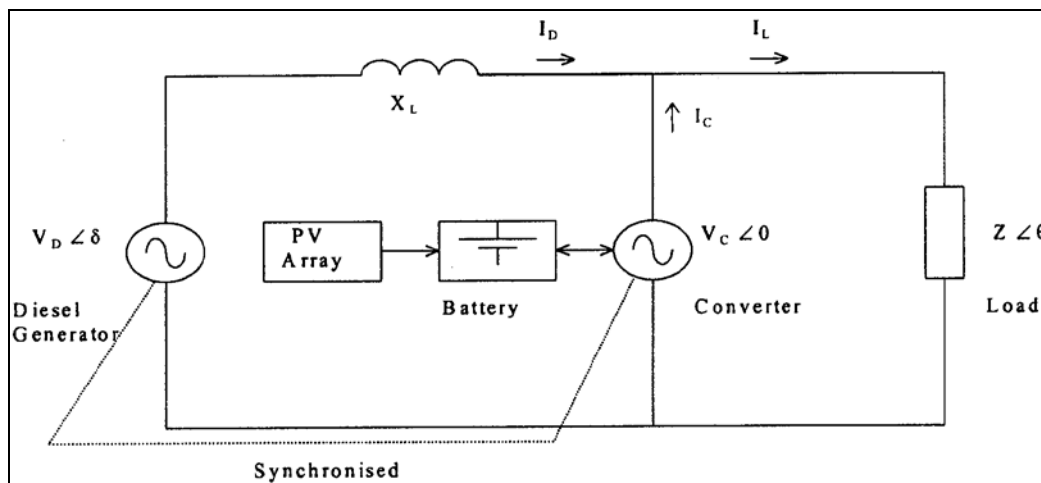 I_D
I_L
X_L
I_C
V_D ∠δ
PV
Array
V_C ∠0
Z ∠θ
Diesel
Generator
Battery
Converter
Load
Synchronised